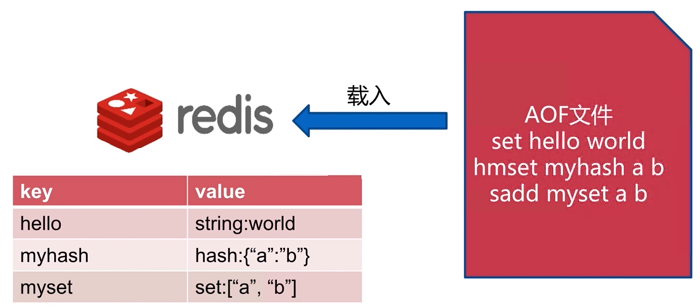 redis
载入
AOF文件
set hello world
hmset myhash a b
sadd myset a b
key value
hello string:world
myhash hash:{“a”:”b”}
myset set:[“a”, “b”]